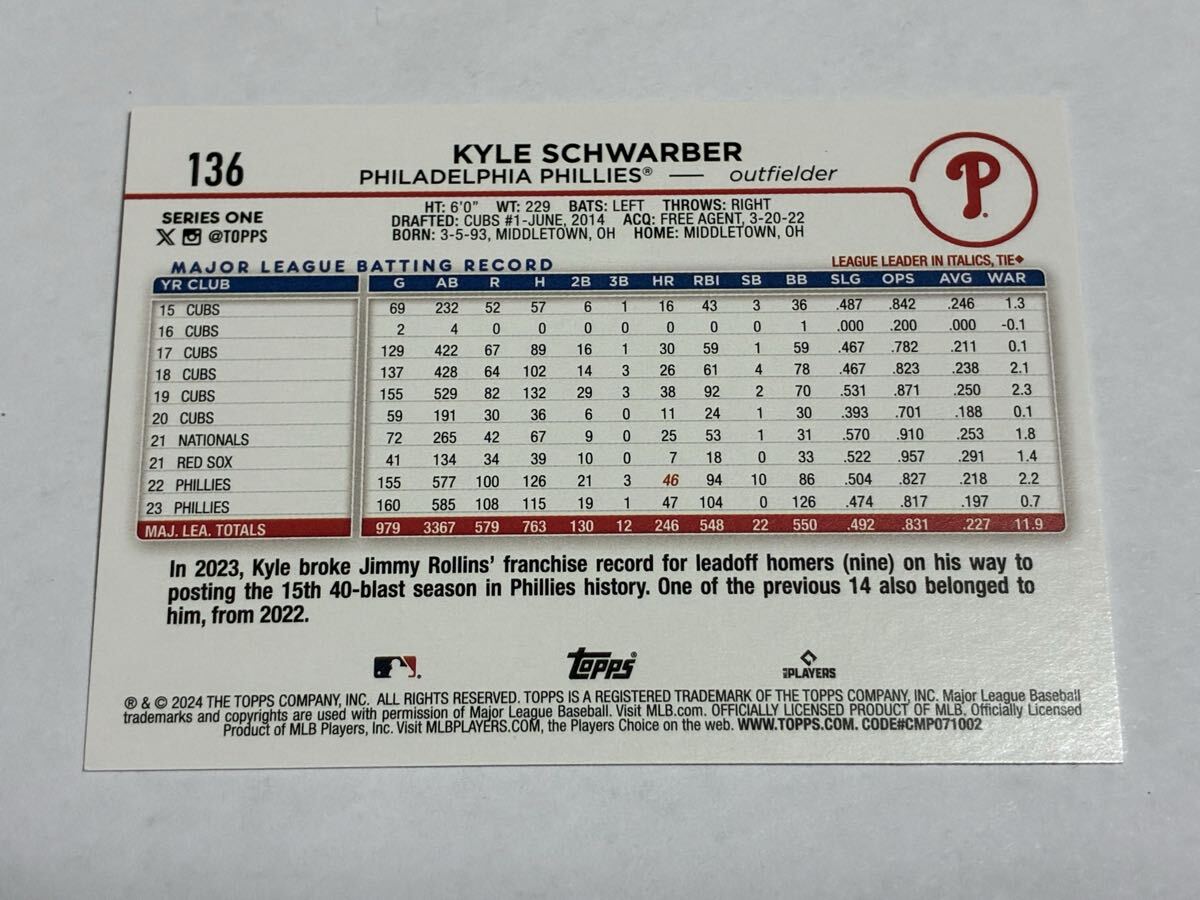 136
KYLE SCHWARBER
PHILADELPHIA PHILLIES® — outfielder
P
SERIES ONE
@TOPPS
HT: 6'0" WT: 229 BATS: LEFT THROWS: RIGHT
DRAFTED: CUBS #1-JUNE, 2014 ACQ: FREE AGENT, 3-20-22
BORN: 3-5-93, MIDDLETOWN, OH HOME: MIDDLETOWN, OH
MAJOR LEAGUE BATTING RECORD
LEAGUE LEADER IN ITALICS, TIE◆
YR CLUB G AB R H 2B 3B HR RBI SB BB SLG OPS AVG WAR
15 CUBS 69 232 52 57 6 1 16 43 3 36 .487 .842 .246 1.3
16 CUBS 2 4 0 0 0 0 0 0 0 1 .000 .200 .000 -0.1
17 CUBS 129 422 67 89 16 1 30 59 1 59 .467 .782 .211 0.1
18 CUBS 137 428 64 102 14 3 26 61 4 78 .467 .823 .238 2.1
19 CUBS 155 529 82 132 29 3 38 92 2 70 .531 .871 .250 2.3
20 CUBS 59 191 30 36 6 0 11 24 1 30 .393 .701 .188 0.1
21 NATIONALS 72 265 42 67 9 0 25 53 1 31 .570 .910 .253 1.8
21 RED SOX 41 134 34 39 10 0 7 18 0 33 .522 .957 .291 1.4
22 PHILLIES 155 577 100 126 21 3 46 94 10 86 .504 .827 .218 2.2
23 PHILLIES 160 585 108 115 19 1 47 104 0 126 .474 .817 .197 0.7
MAJ. LEA. TOTALS 979 3367 579 763 130 12 246 548 22 550 .492 .831 .227 11.9
In 2023, Kyle broke Jimmy Rollins' franchise record for leadoff homers (nine) on his way to
posting the 15th 40-blast season in Phillies history. One of the previous 14 also belonged to
him, from 2022.
TOPPS®
MLB PLAYERS
® & © 2024 THE TOPPS COMPANY, INC. ALL RIGHTS RESERVED. TOPPS IS A REGISTERED TRADEMARK OF THE TOPPS COMPANY, INC. Major League Baseball
trademarks and copyrights are used with permission of Major League Baseball. Visit MLB.com. OFFICIALLY LICENSED PRODUCT OF MLB. Officially Licensed
Product of MLB Players, Inc. Visit MLBPLAYERS.COM, the Players Choice on the web. WWW.TOPPS.COM. CODE#CMP071002